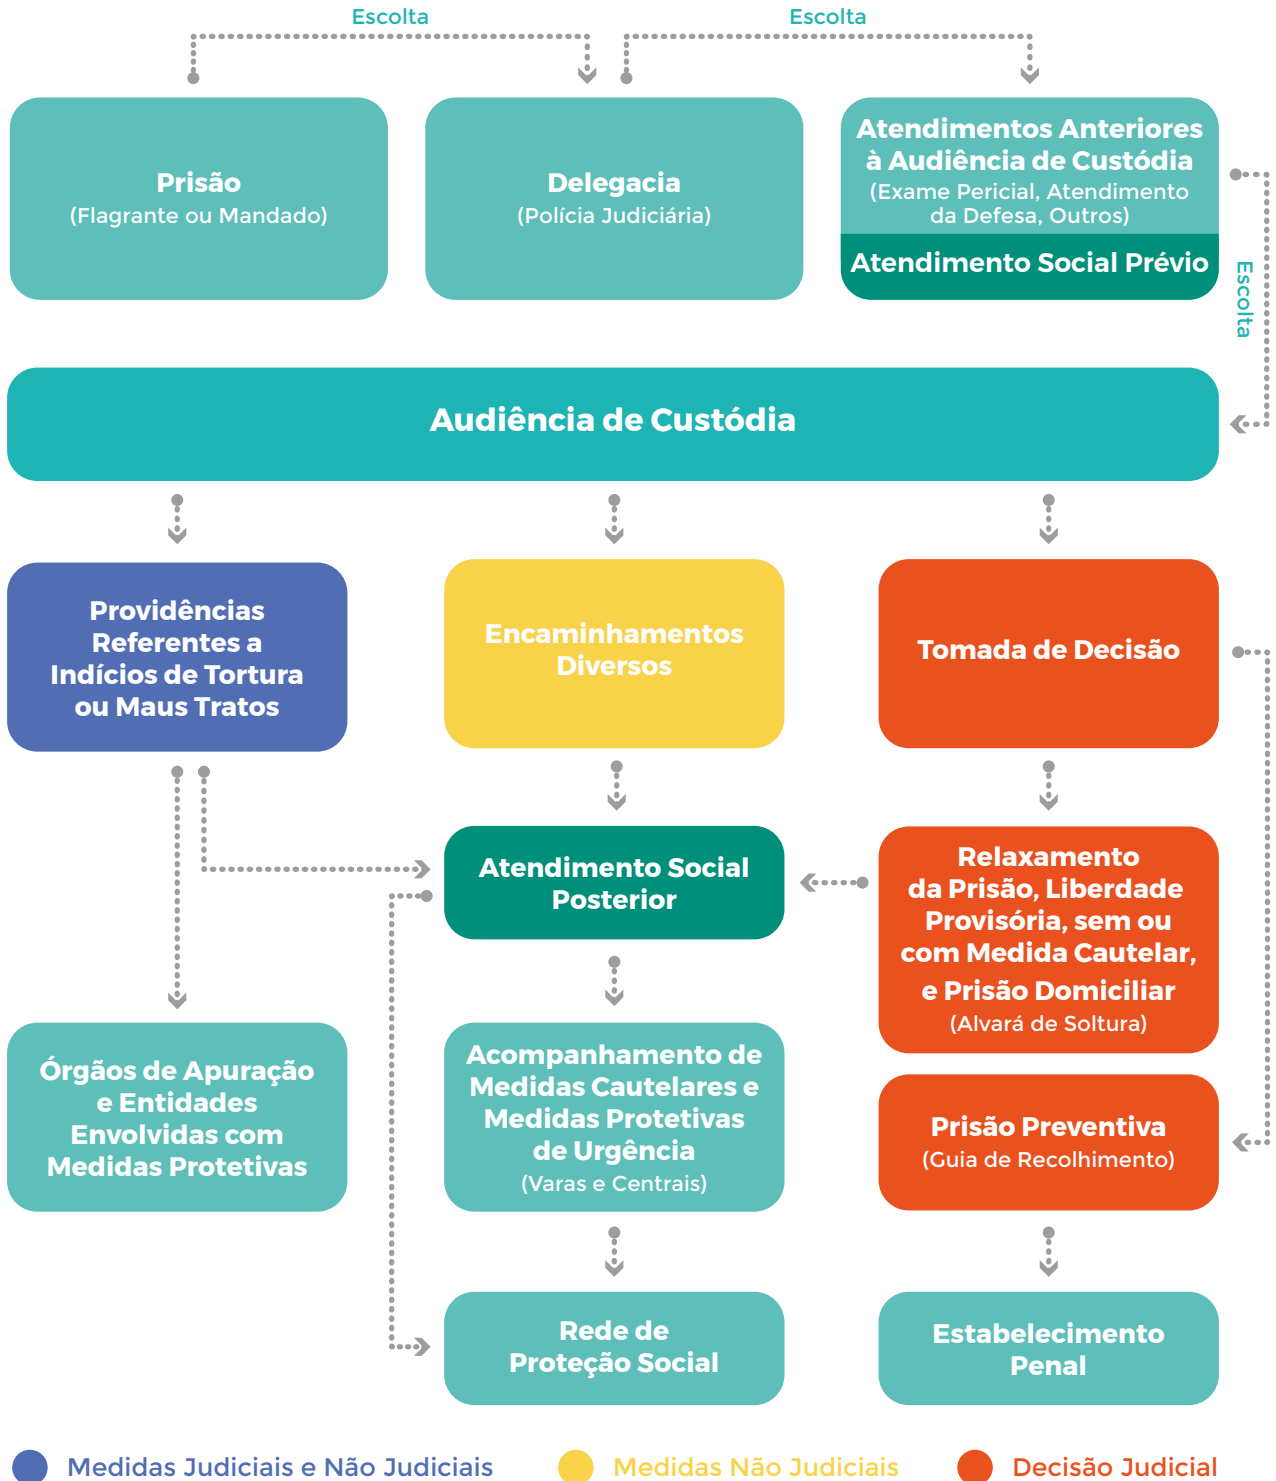 Escolta
Escolta
Prisão
(Flagrante ou Mandado)
Delegacia
(Polícia Judiciária)
Atendimentos Anteriores
à Audiência de Custódia
(Exame Pericial, Atendimento
da Defesa, Outros)
Atendimento Social Prévio
Escolta
Audiência de Custódia
Providências
Referentes a
Indícios de Tortura
ou Maus Tratos
Encaminhamentos
Diversos
Tomada de Decisão
Atendimento Social
Posterior
Relaxamento
da Prisão, Liberdade
Provisória, sem ou
com Medida Cautelar,
e Prisão Domiciliar
(Alvará de Soltura)
Órgãos de Apuração
e Entidades
Envolvidas com
Medidas Protetivas
Acompanhamento de
Medidas Cautelares e
Medidas Protetivas
de Urgência
(Varas e Centrais)
Prisão Preventiva
(Guia de Recolhimento)
Rede de
Proteção Social
Estabelecimento
Penal
Medidas Judiciais e Não Judiciais
Medidas Não Judiciais
Decisão Judicial